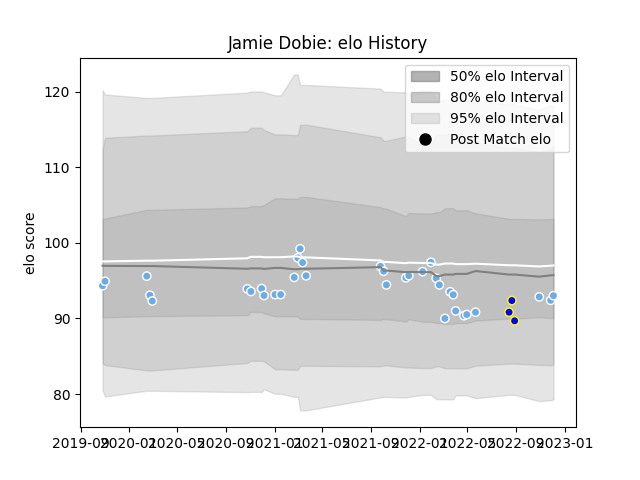 Jamie Dobie: elo History
50% elo Interval
80% elo Interval
95% elo Interval
Post Match elo
elo score
120
110
100
90
80
2019-09
2020-01
2020-05
2020-09
2021-01
2021-05
2021-09
2022-01
2022-05
2022-09
2023-01